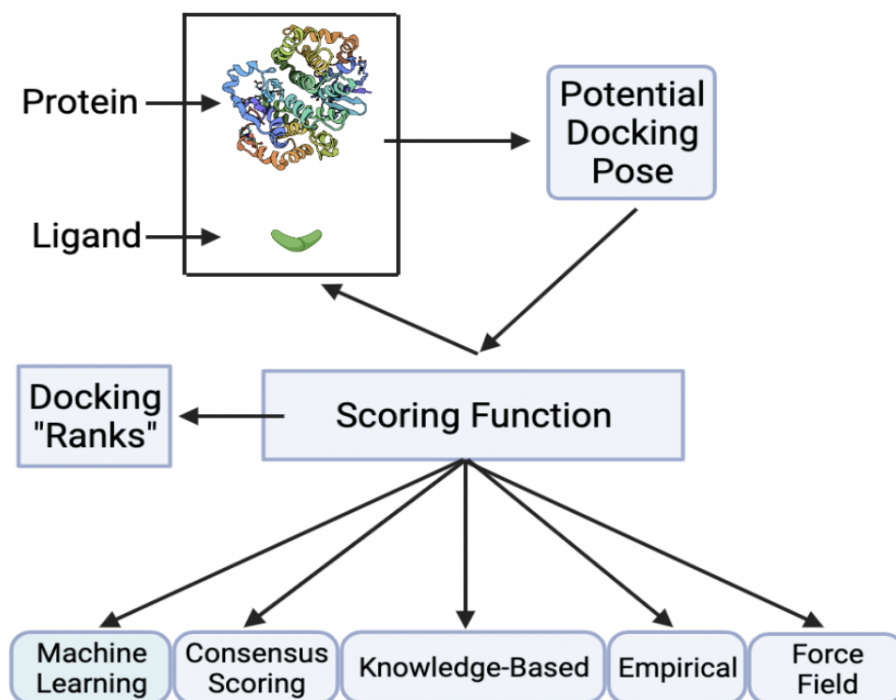 Protein
Ligand
Potential
Docking
Pose
Docking
"Ranks"
Scoring Function
Machine
Learning
Consensus
Scoring
Knowledge-Based
Empirical
Force
Field